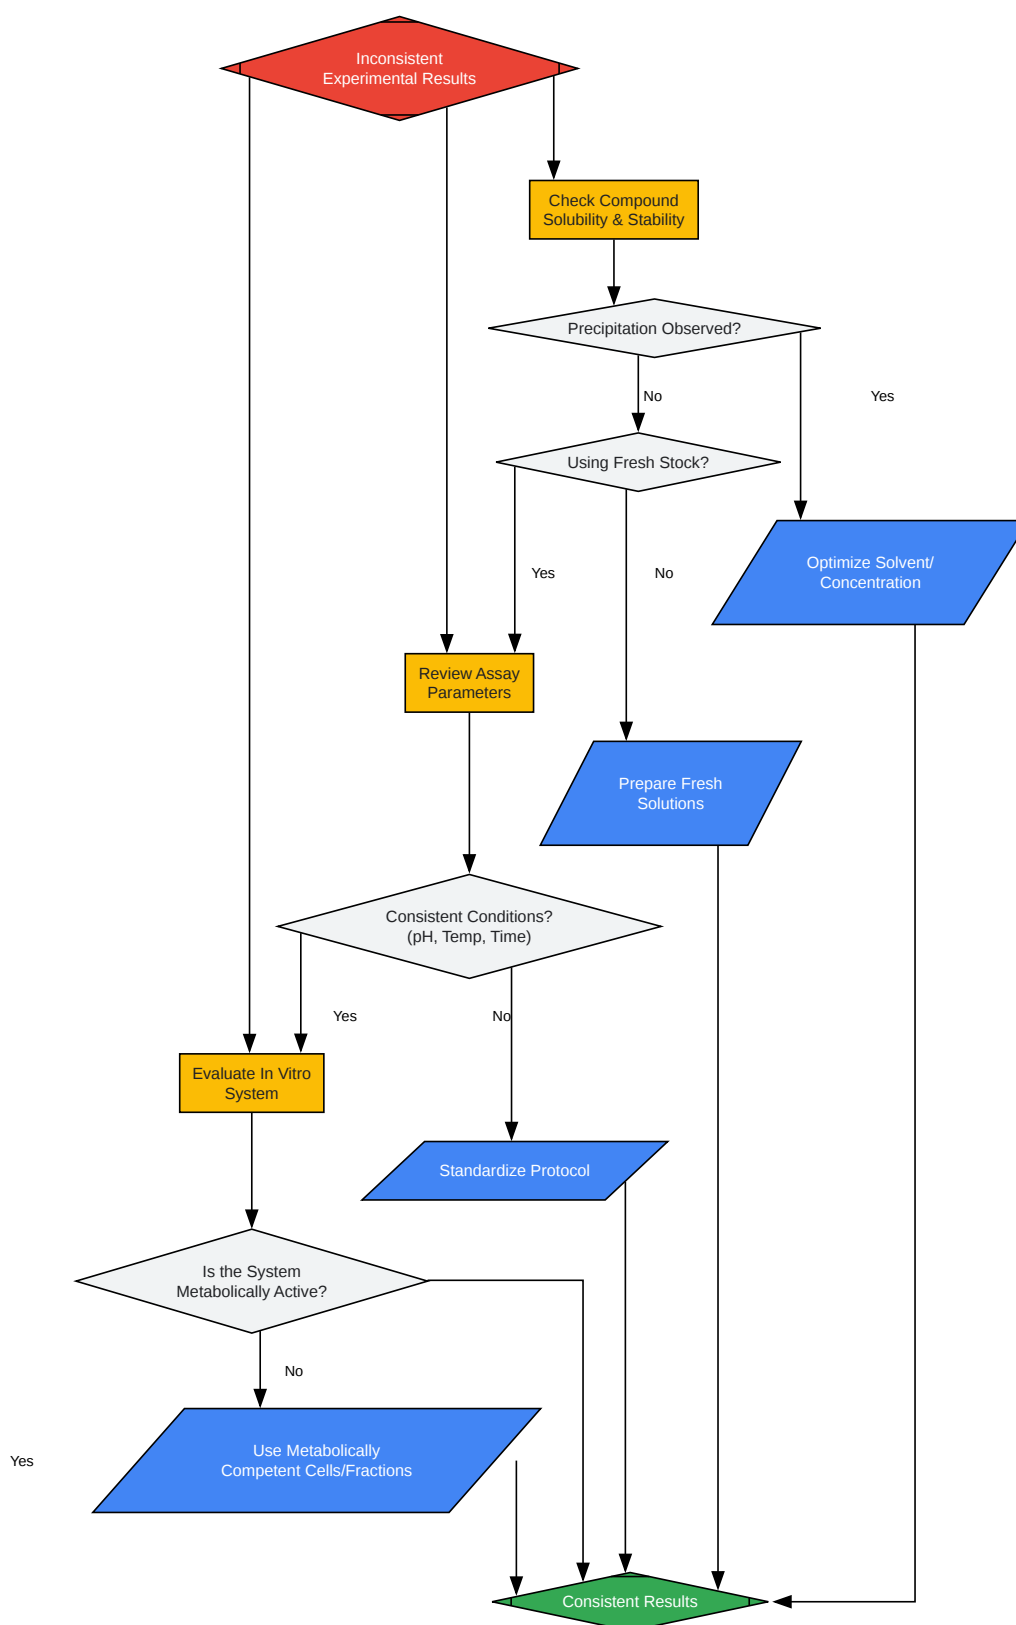 Inconsistent
Experimental Results
Check Compound
Solubility & Stability
Precipitation Observed?
No
Yes
Using Fresh Stock?
Optimize Solvent/
Concentration
Yes
No
Review Assay
Parameters
Prepare Fresh
Solutions
Consistent Conditions?
(pH, Temp, Time)
Yes
No
Evaluate In Vitro
System
Standardize Protocol
Is the System
Metabolically Active?
No
Use Metabolically
Competent Cells/Fractions
Yes
Consistent Results